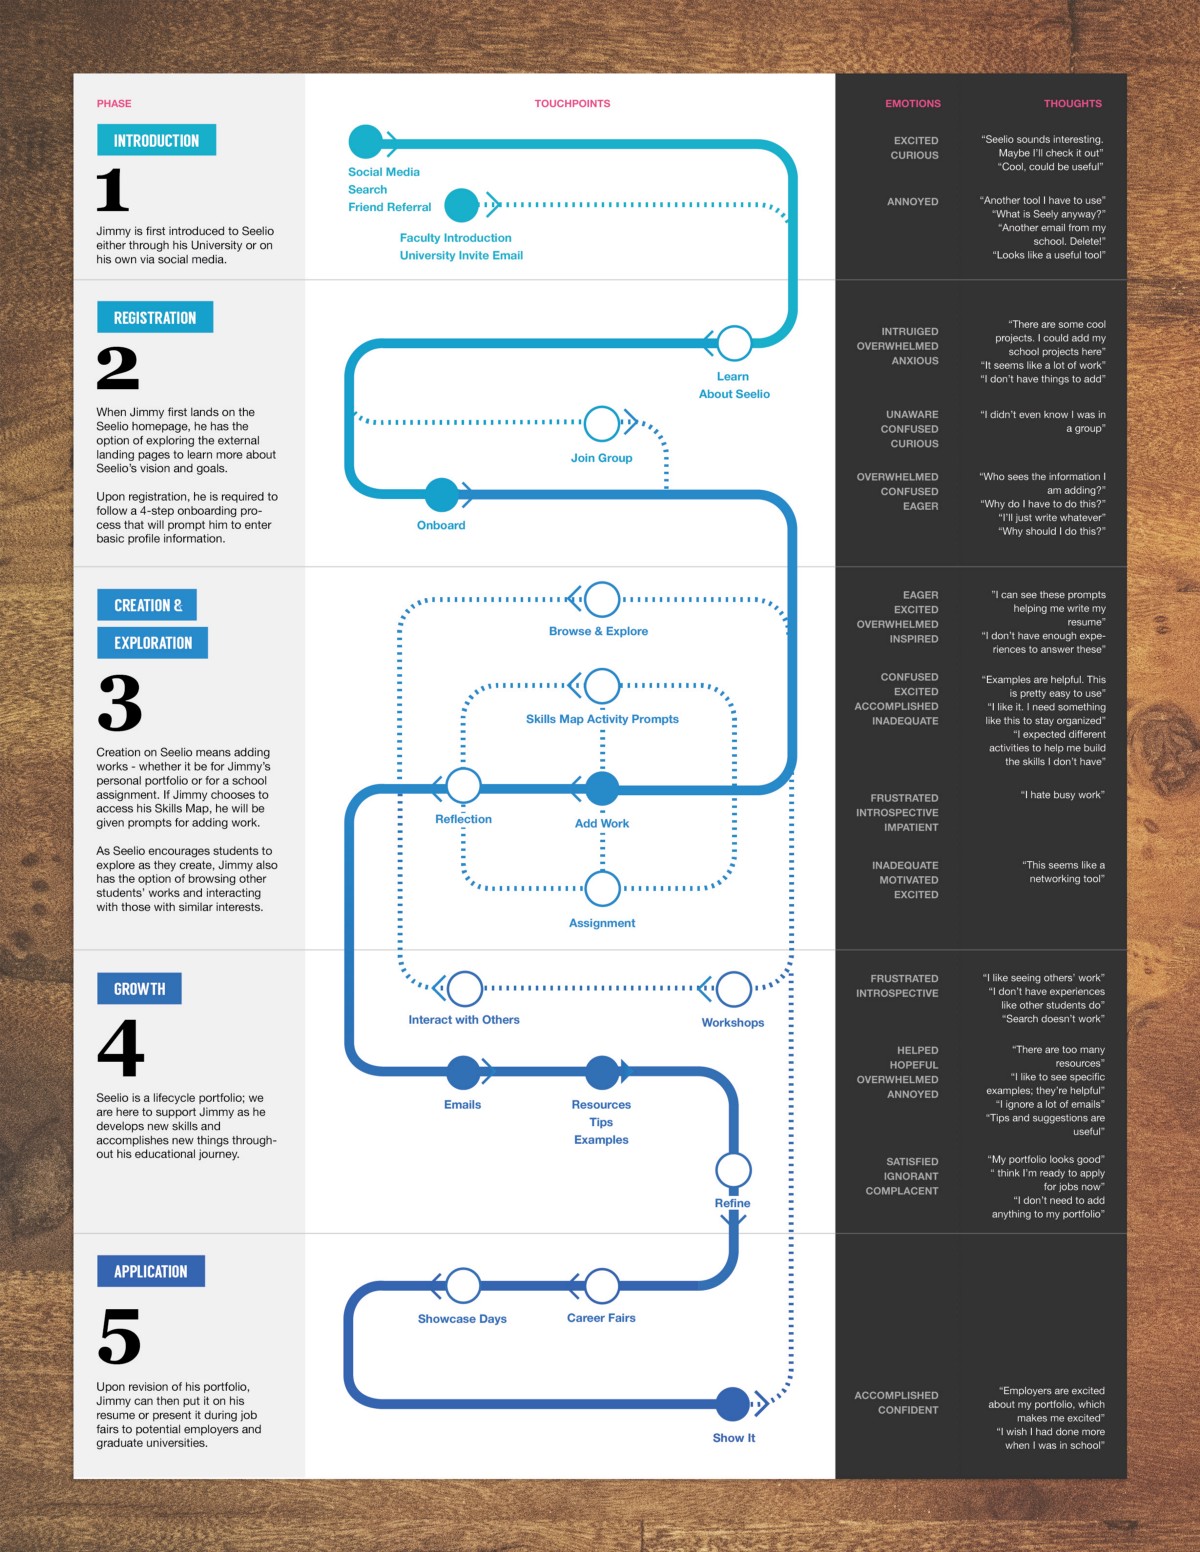 PHASE
TOUCHPOINTS
EMOTIONS
THOUGHTS
INTRODUCTION
1
Jimmy is first introduced to Seelio
either through his University or on
his own via social media.
Social Media
Search
Friend Referral
Faculty Introduction
University Invite Email
EXCITED
CURIOUS
“Seelio sounds interesting.
Maybe I’ll check it out”
“Cool, could be useful”
ANNOYED
“Another tool I have to use”
“What is Seely anyway?”
“Another email from my
school. Delete!”
“Looks like a useful tool”
REGISTRATION
2
When Jimmy first lands on the
Seelio homepage, he has the
option of exploring the external
landing pages to learn more about
Seelio’s vision and goals.
Upon registration, he is required to
follow a 4-step onboarding pro-
cess that will prompt him to enter
basic profile information.
Learn
About Seelio
Join Group
Onboard
INTRUIGED
OVERWHELMED
ANXIOUS
“There are some cool
projects. I could add my
school projects here”
“It seems like a lot of work”
“I don’t have things to add”
UNAWARE
CONFUSED
CURIOUS
“I didn’t even know I was in
a group”
OVERWHELMED
CONFUSED
EAGER
“Who sees the information I
am adding?”
“Why do I have to do this?”
“I’ll just write whatever”
“Why should I do this?”
CREATION &
EXPLORATION
3
Creation on Seelio means adding
works - whether it be for Jimmy’s
personal portfolio or for a school
assignment. If Jimmy chooses to
access his Skills Map, he will be
given prompts for adding work.
As Seelio encourages students to
explore as they create, Jimmy also
has the option of browsing other
students’ works and interacting
with those with similar interests.
Browse & Explore
Skills Map Activity Prompts
Reflection
Add Work
Assignment
EAGER
EXCITED
OVERWHELMED
INSPIRED
”I can see these prompts
helping me write my
resume”
“I don’t have enough expe-
riences to answer these”
CONFUSED
EXCITED
ACCOMPLISHED
INADEQUATE
“Examples are helpful. This
is pretty easy to use”
“I like it. I need something
like this to stay organized”
“I expected different
activities to help me build
the skills I don’t have”
FRUSTRATED
INTROSPECTIVE
IMPATIENT
“I hate busy work”
INADEQUATE
MOTIVATED
EXCITED
“This seems like a
networking tool”
GROWTH
4
Seelio is a lifecycle portfolio; we
are here to support Jimmy as he
develops new skills and
accomplishes new things through-
out his educational journey.
Interact with Others
Workshops
Emails
Resources
Tips
Examples
Refine
FRUSTRATED
INTROSPECTIVE
“I like seeing others’ work”
“I don’t have experiences
like other students do”
“Search doesn’t work”
HELPED
HOPEFUL
OVERWHELMED
ANNOYED
“There are too many
resources”
“I like to see specific
examples; they’re helpful”
“I ignore a lot of emails”
“Tips and suggestions are
useful”
SATISFIED
IGNORANT
COMPLACENT
“My portfolio looks good”
“ think I’m ready to apply
for jobs now”
“I don’t need to add
anything to my portfolio”
APPLICATION
5
Upon revision of his portfolio,
Jimmy can then put it on his
resume or present it during job
fairs to potential employers and
graduate universities.
Showcase Days
Career Fairs
Show It
ACCOMPLISHED
CONFIDENT
“Employers are excited
about my portfolio, which
makes me excited”
“I wish I had done more
when I was in school”